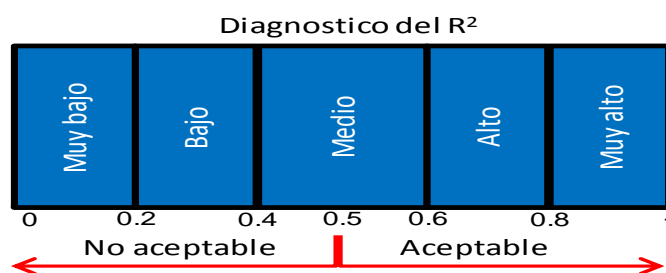 Diagnostico del R²
Muy bajo
Bajo
Medio
Alto
Muy alto
0 0.2 0.4 0.5 0.6 0.8
No aceptable Aceptable